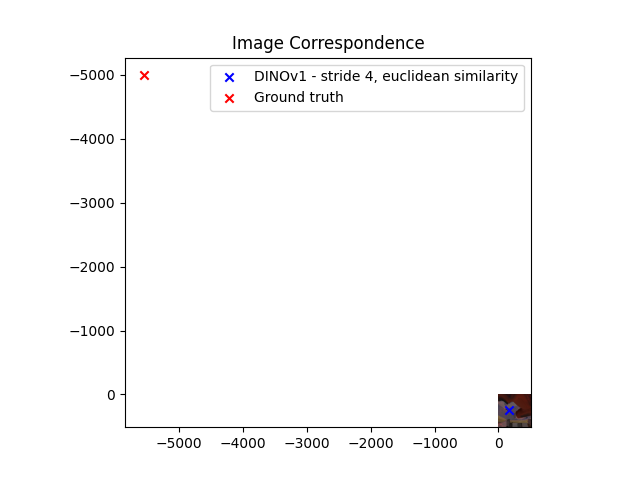 Image Correspondence
DINOv1 - stride 4, euclidean similarity
Ground truth
−5000
−4000
−3000
−2000
−1000
0
−5000 −4000 −3000 −2000 −1000 0